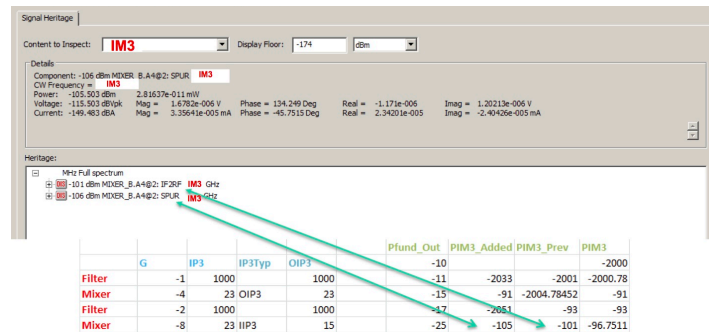 Signal Heritage
Content to Inspect: IM3 Display Floor: -174 dBm
Details
Component: -106 dBm MIXER_B.A4@2: SPUR IM3
CW Frequency = IM3
Power: -105.503 dBm 2.81637e-011 mW
Voltage: -115.503 dBVpk Mag = 1.6782e-006 V Phase = 134.249 Deg Real = -1.171e-006 Imag = 1.20213e-006 V
Current: -149.483 dBA Mag = 3.35641e-005 mA Phase = -45.7515 Deg Real = 2.34201e-005 Imag = -2.40426e-005 mA
Heritage:
MHz Full spectrum
DIS -101 dBm MIXER_B.A4@2: IF2RF IM3 GHz
DIS -106 dBm MIXER_B.A4@2: SPUR IM3 GHz
Pfund_Out PIM3_Added PIM3_Prev PIM3
G IP3 IP3Typ OIP3 -10 -2000
Filter -1 1000 1000 -11 -2033 -2001 -2000.78
Mixer -4 23 OIP3 23 -15 -91 -2004.78452 -91
Filter -2 1000 1000 -17 -2051 -93 -93
Mixer -8 23 IIP3 15 -25 -105 -101 -96.7511